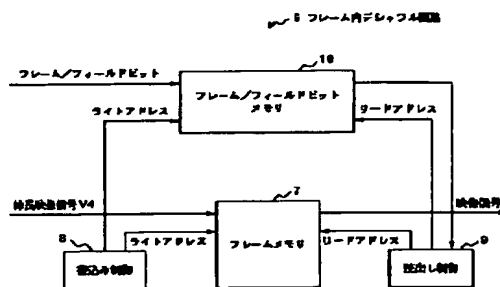 5 フレーム内デシャフル回路
10
フレーム/フィールドビット
フレーム/フィールドビット
メモリ
ライトアドレス
リードアドレス
伸長映像信号V4
7
映像信号
8
ライトアドレス
フレームメモリ
リードアドレス
9
書込み制御
読出し制御